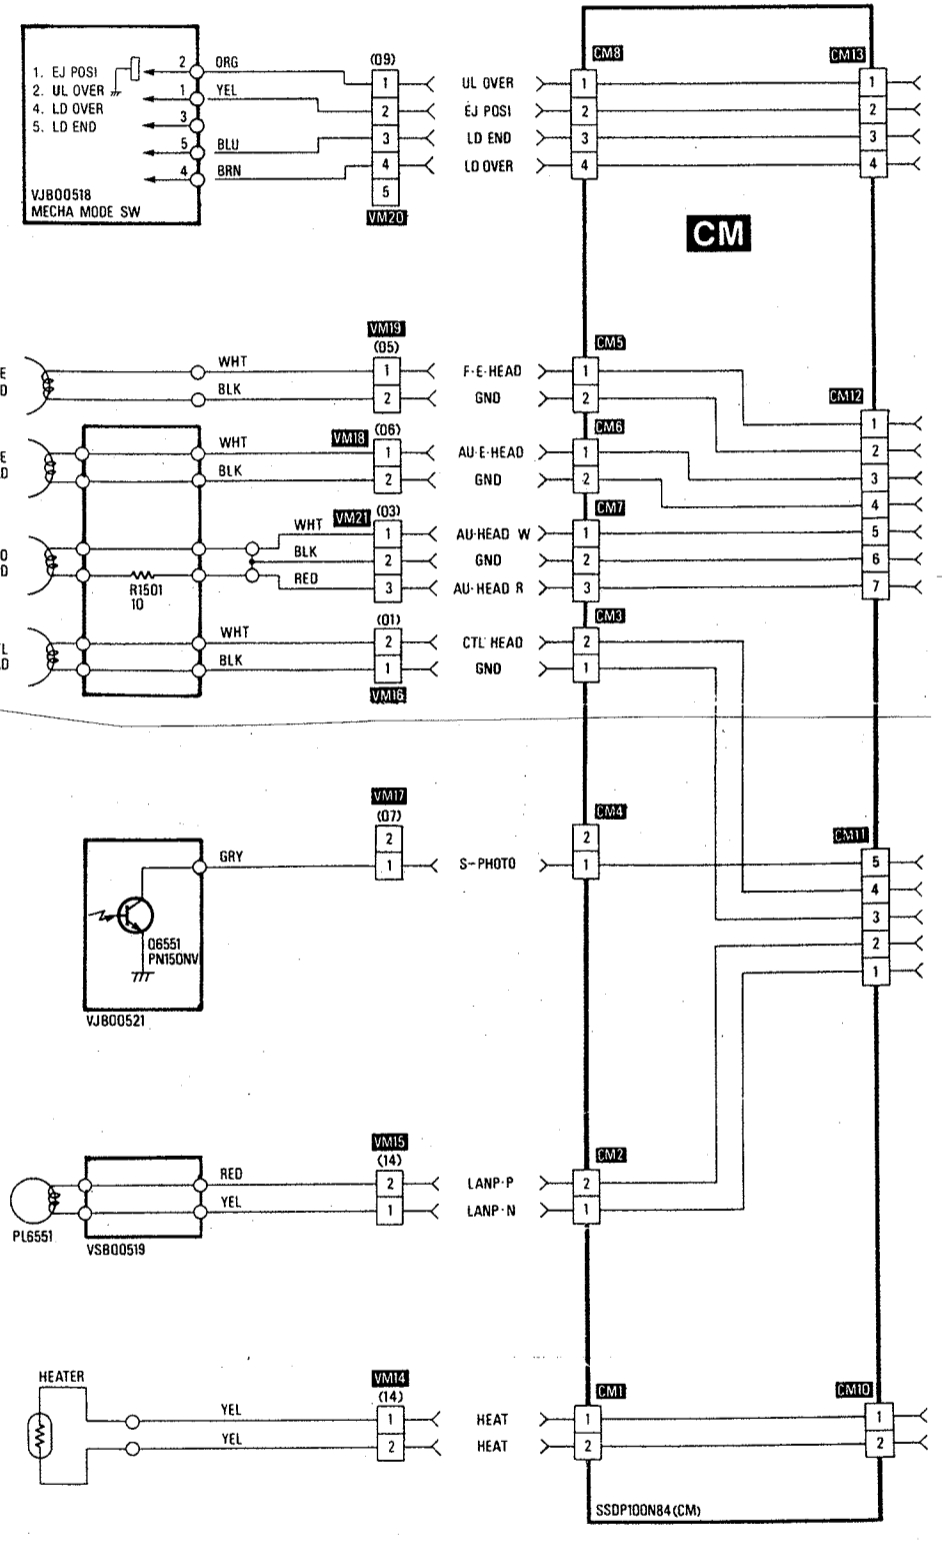 1. EJ POSI
2. UL OVER
4. LD OVER
5. LD END
2 ORG
1 YEL
3
5 BLU
4 BRN
VJB00518
MECHA MODE SW
(09)
1
2
3
4
5
VM20
UL OVER
EJ POSI
LD END
LD OVER
CM8
1
2
3
4
CM13
1
2
3
4
CM
E
D
WHT
BLK
VM19
(05)
1
2
F·E·HEAD
GND
CM5
1
2
CM12
1
2
3
4
5
6
7
E
D
WHT
BLK
VM18
(06)
1
2
AU·E·HEAD
GND
CM6
1
2
O
D
R1501
10
WHT
BLK
RED
VM21
(03)
1
2
3
AU·HEAD W
GND
AU·HEAD R
CM7
1
2
3
L
D
WHT
BLK
(01)
2
1
VM16
CTL HEAD
GND
CM3
2
1
GRY
VM17
(07)
2
1
S-PHOTO
CM4
2
1
CM11
5
4
3
2
1
Q6551
PN150NV
VJB00521
PL6551
VSB00519
RED
YEL
VM15
(14)
2
1
LANP·P
LANP·N
CM2
2
1
HEATER
YEL
YEL
VM14
(14)
1
2
HEAT
HEAT
CM1
1
2
CM10
1
2
SSDP100N84(CM)